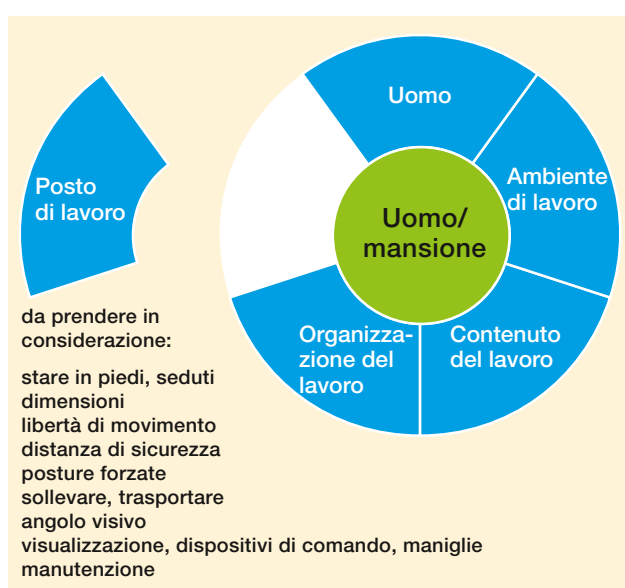 Uomo
Ambiente
di lavoro
Posto
di lavoro
Uomo/
mansione
Organizza-
zione del
lavoro
Contenuto
del lavoro
da prendere in
considerazione:
stare in piedi, seduti
dimensioni
libertà di movimento
distanza di sicurezza
posture forzate
sollevare, trasportare
angolo visivo
visualizzazione, dispositivi di comando, maniglie
manutenzione